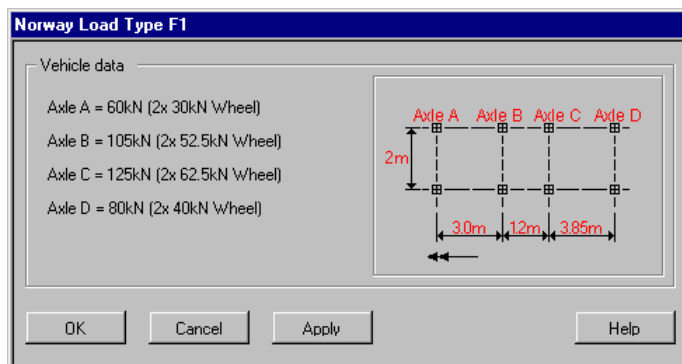 Norway Load Type F1
Vehicle data
Axle A = 60kN (2x 30kN Wheel)
Axle B = 105kN (2x 52.5kN Wheel)
Axle C = 125kN (2x 62.5kN Wheel)
Axle D = 80kN (2x 40kN Wheel)
Axle A Axle B Axle C Axle D
2m
3.0m 1.2m 3.85m
OK Cancel Apply Help